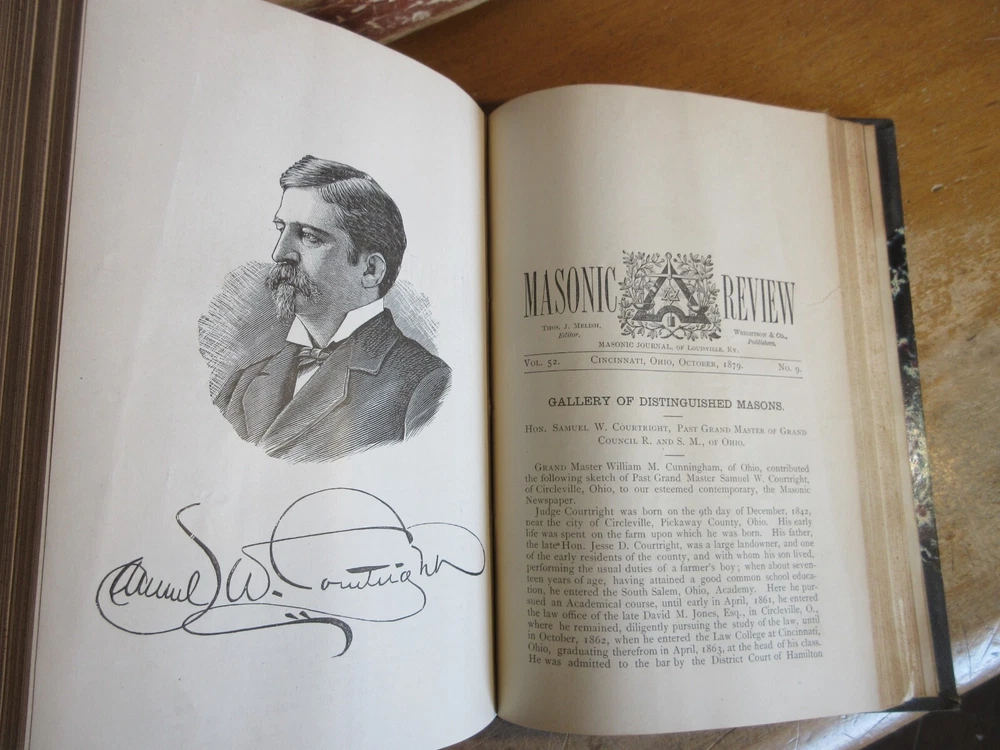 Samuel W. Courtright
MASONIC REVIEW
Thos. J. Melish,
Editor.
Wrightson & Co.,
Publishers.
MASONIC JOURNAL, OF LOUISVILLE, KY.
Vol. 52. Cincinnati, Ohio, October, 1879. No. 9.
GALLERY OF DISTINGUISHED MASONS.
Hon. Samuel W. Courtright, Past Grand Master of Grand
Council R. and S. M., of Ohio.
Grand Master William M. Cunningham, of Ohio, contributed
the following sketch of Past Grand Master Samuel W. Courtright,
of Circleville, Ohio, to our esteemed contemporary, the Masonic
Newspaper.
Judge Courtright was born on the 9th day of December, 1842,
near the city of Circleville, Pickaway County, Ohio. His early
life was spent on the farm upon which he was born. His father,
the late Hon. Jesse D. Courtright, was a large landowner, and one
of the early residents of the county, and with whom his son lived,
performing the usual duties of a farmer's boy; when about seven-
teen years of age, having attained a good common school educa-
tion, he entered the South Salem, Ohio, Academy. Here he pur-
sued an Academical course, until early in April, 1861, he entered
the law office of the late David M. Jones, Esq., in Circleville, O.,
where he remained, diligently pursuing the study of the law, until
in October, 1862, when he entered the Law College at Cincinnati,
Ohio, graduating therefrom in April, 1863, at the head of his class.
He was admitted to the bar by the District Court of Hamilton